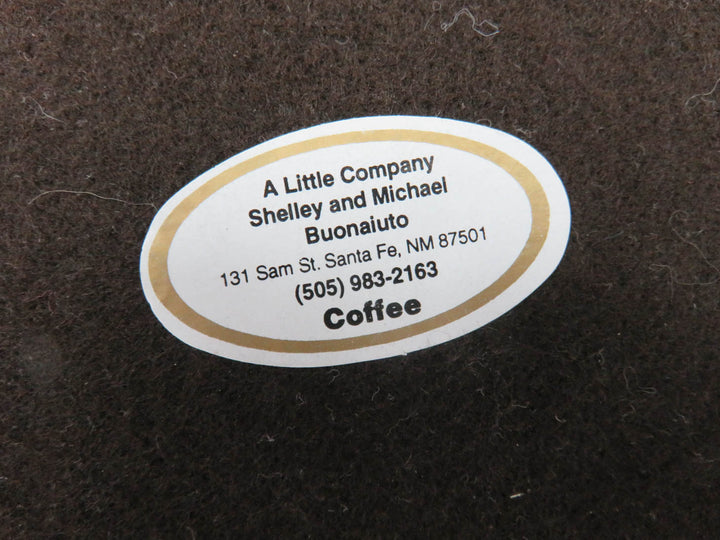 A Little Company
Shelley and Michael
Buonaiuto
131 Sam St. Santa Fe, NM 87501
(505) 983-2163
Coffee